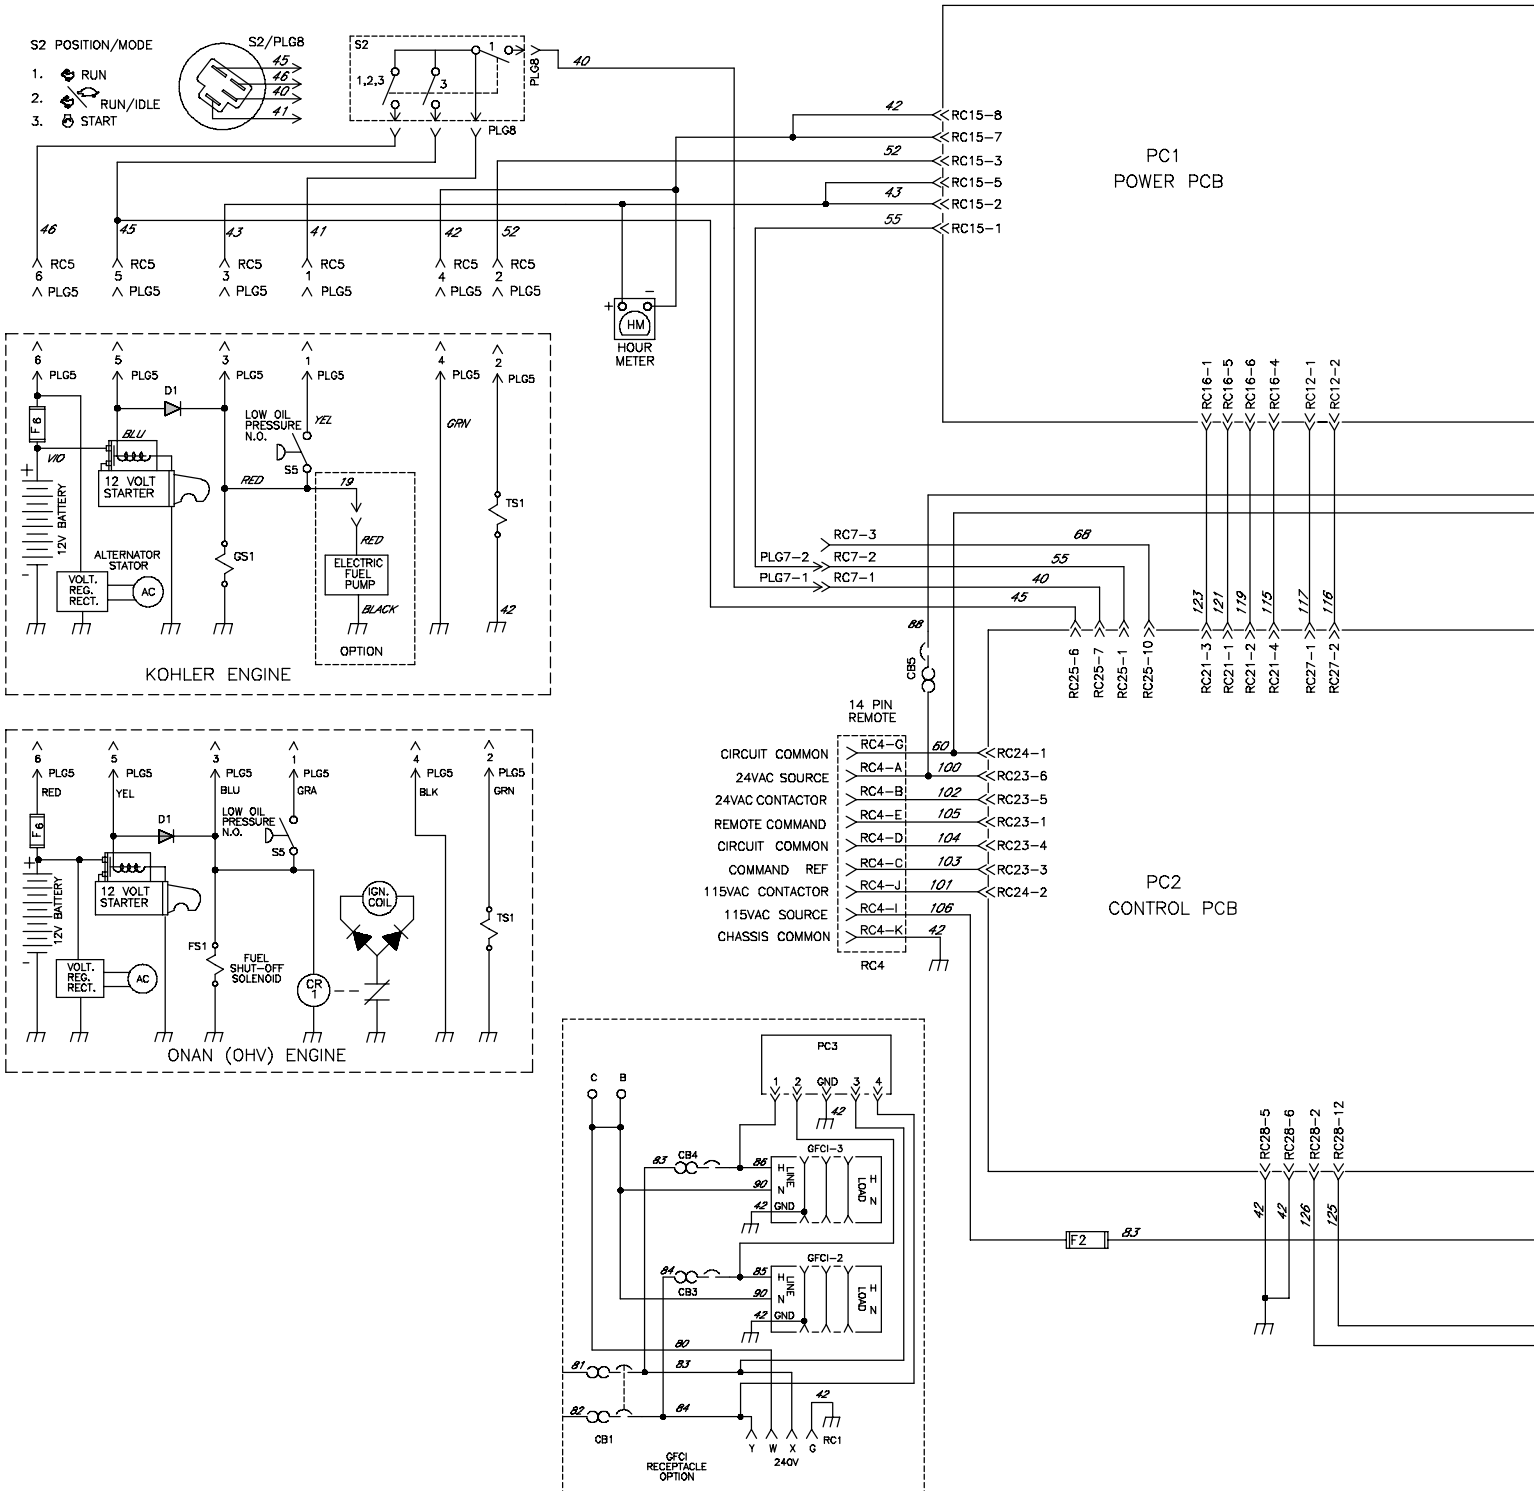 S2 POSITION/MODE
1. RUN
2. RUN/IDLE
3. START
S2/PLG8
45
46
40
41
S2
1
1,2,3
3
PLG8
PLG8
40
42
RC15-8
RC15-7
52
RC15-3
RC15-5
43
RC15-2
55
RC15-1
PC1
POWER PCB
46
45
43
41
42
52
RC5
RC5
RC5
RC5
RC5
RC5
6
5
3
1
4
2
PLG5
PLG5
PLG5
PLG5
PLG5
PLG5
+
−
HM
HOUR
METER
6
5
3
1
4
2
PLG5
PLG5
PLG5
PLG5
PLG5
PLG5
D1
F6
BLU
VIO
LOW OIL
PRESSURE
N.O.
YEL
GRN
S5
+
12 VOLT
STARTER
RED
19
TS1
12V BATTERY
-
ALTERNATOR
STATOR
VOLT.
REG.
RECT.
AC
GS1
RED
ELECTRIC
FUEL
PUMP
BLACK
42
OPTION
KOHLER ENGINE
RC16-1
RC16-5
RC16-6
RC16-4
RC12-1
RC12-2
RC7-3
68
PLG7-2
RC7-2
55
PLG7-1
RC7-1
40
45
123
121
119
115
117
116
88
CB5
RC25-6
RC25-7
RC25-1
RC25-10
RC21-3
RC21-1
RC21-2
RC21-4
RC27-1
RC27-2
14 PIN
REMOTE
CIRCUIT COMMON RC4-G 60 RC24-1
24VAC SOURCE RC4-A 100 RC23-6
24VAC CONTACTOR RC4-B 102 RC23-5
REMOTE COMMAND RC4-E 105 RC23-1
CIRCUIT COMMON RC4-D 104 RC23-4
COMMAND REF RC4-C 103 RC23-3
115VAC CONTACTOR RC4-J 101 RC24-2
115VAC SOURCE RC4-I 106
CHASSIS COMMON RC4-K 42
RC4
PC2
CONTROL PCB
6
5
3
1
4
2
PLG5
PLG5
PLG5
PLG5
PLG5
PLG5
RED
YEL
BLU
GRA
BLK
GRN
F6
D1
LOW OIL
PRESSURE
N.O.
S5
+
12 VOLT
STARTER
12V BATTERY
-
IGN.
COIL
TS1
FS1
FUEL
SHUT-OFF
SOLENOID
VOLT.
REG.
RECT.
AC
CR
1
ONAN (OHV) ENGINE
PC3
C
B
1
2
GND
3
4
42
83
CB4
86
90
42 GND
GFCI-3
H
N
LINE
LOAD
H
N
84
CB3
85
90
42 GND
GFCI-2
H
N
LINE
LOAD
H
N
80
81
83
82
84
CB1
42
RC1
Y
W
X
G
240V
GFCI
RECEPTACLE
OPTION
RC28-5
RC28-6
RC28-2
RC28-12
42
42
126
125
F2
83